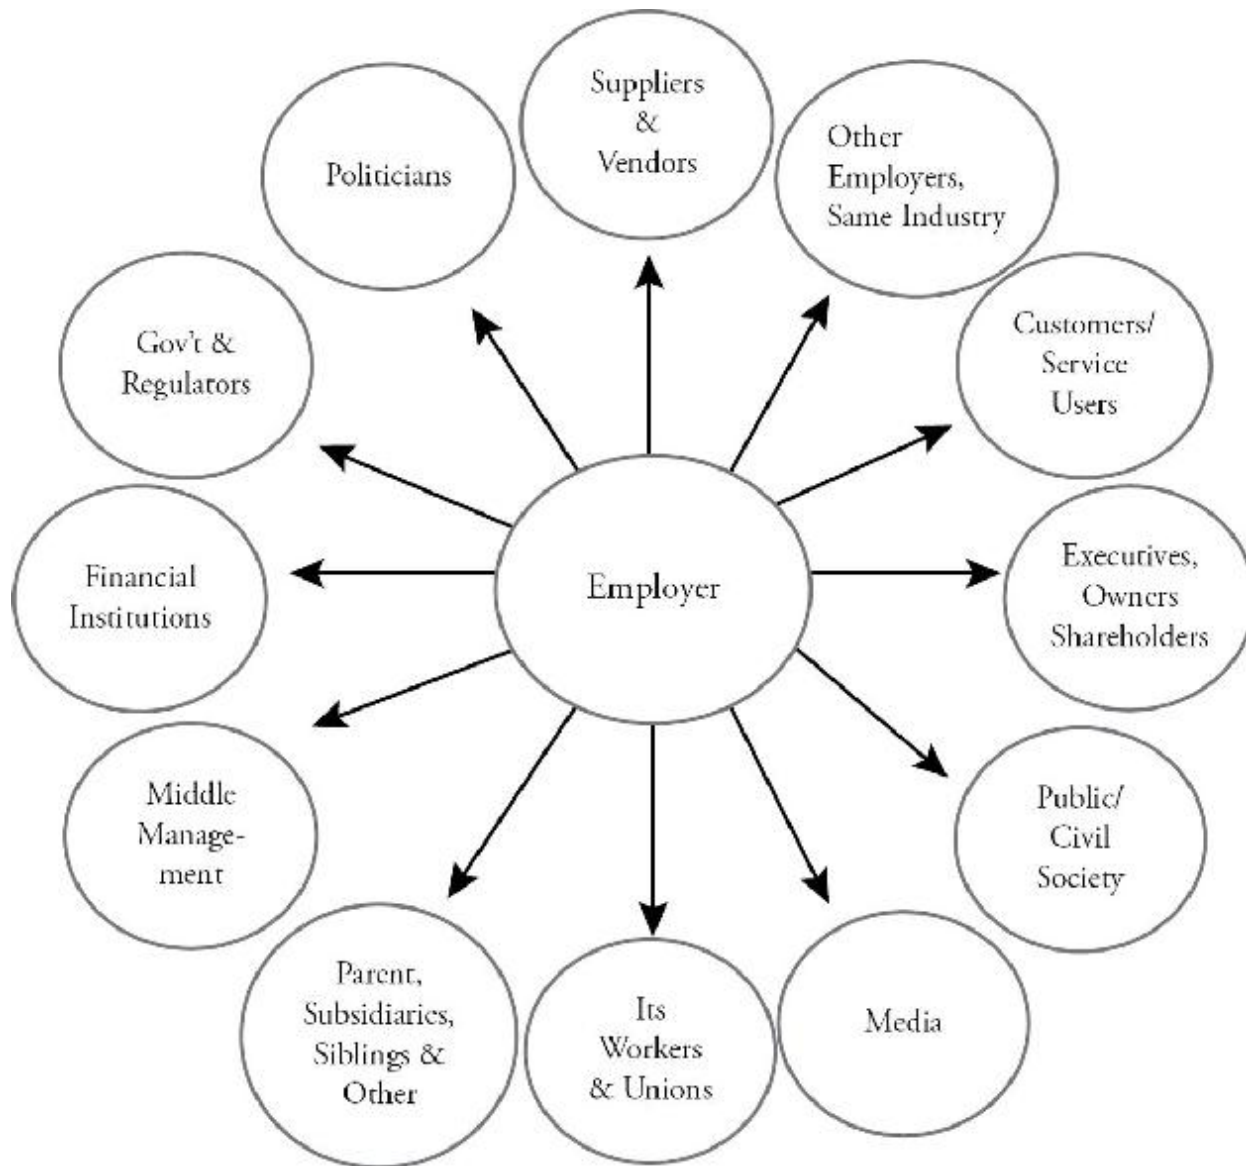 Suppliers
&
Vendors
Other
Employers,
Same Industry
Customers/
Service
Users
Executives,
Owners
Shareholders
Public/
Civil
Society
Media
Its
Workers
& Unions
Parent,
Subsidiaries,
Siblings &
Other
Middle
Manage-
ment
Financial
Institutions
Gov't &
Regulators
Politicians
Employer